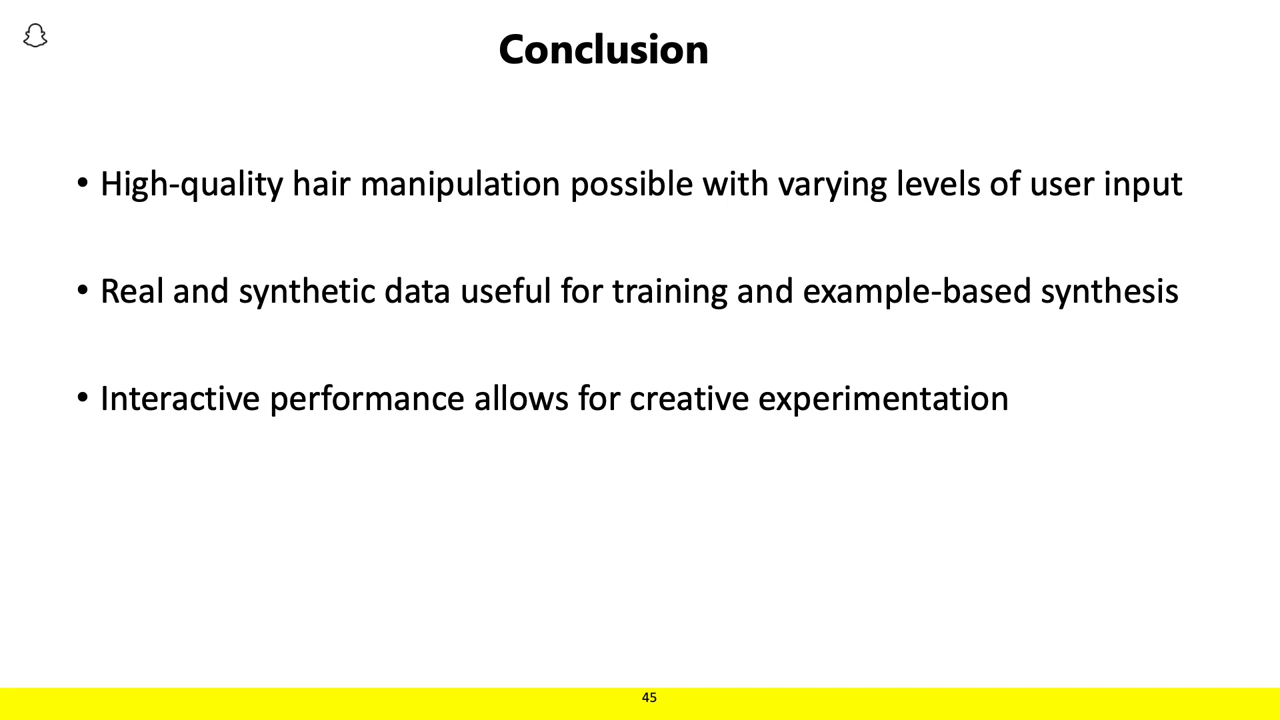 Conclusion
• High-quality hair manipulation possible with varying levels of user input
• Real and synthetic data useful for training and example-based synthesis
• Interactive performance allows for creative experimentation
45